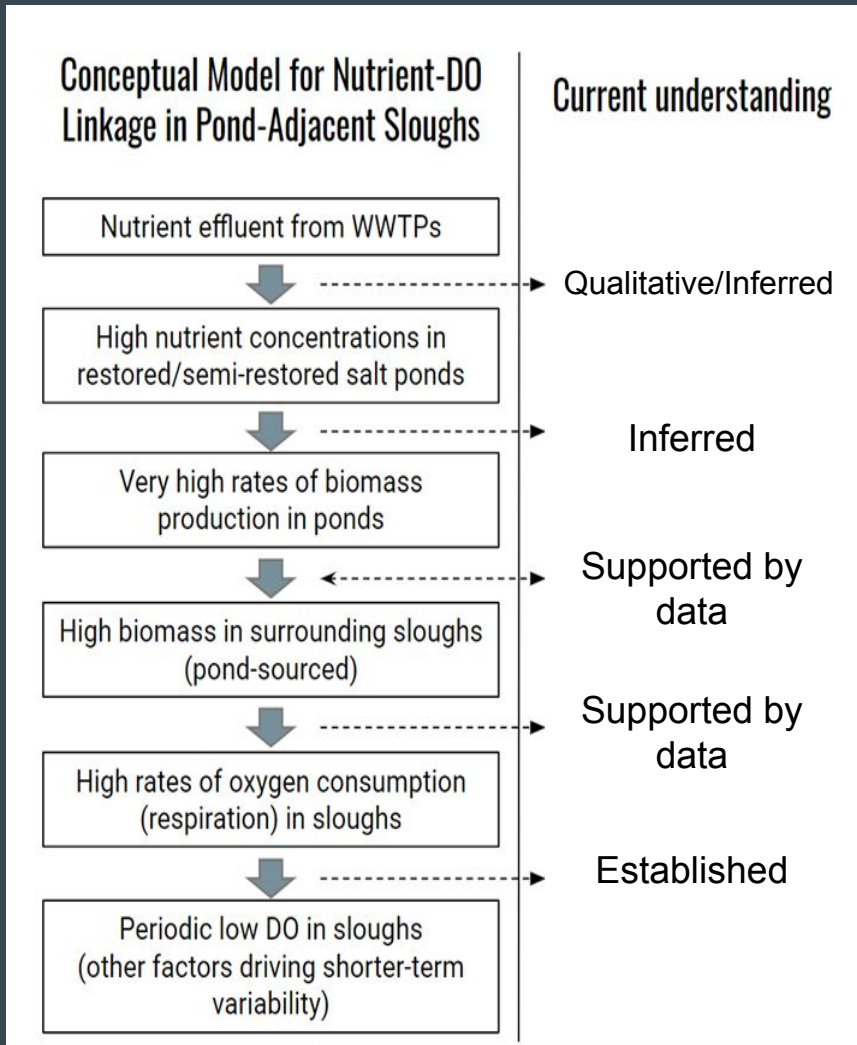 Conceptual Model for Nutrient-DO
Linkage in Pond-Adjacent Sloughs
Current understanding
Nutrient effluent from WWTPs
Qualitative/Inferred
High nutrient concentrations in
restored/semi-restored salt ponds
Inferred
Very high rates of biomass
production in ponds
Supported by
data
High biomass in surrounding sloughs
(pond-sourced)
Supported by
data
High rates of oxygen consumption
(respiration) in sloughs
Established
Periodic low DO in sloughs
(other factors driving shorter-term
variability)